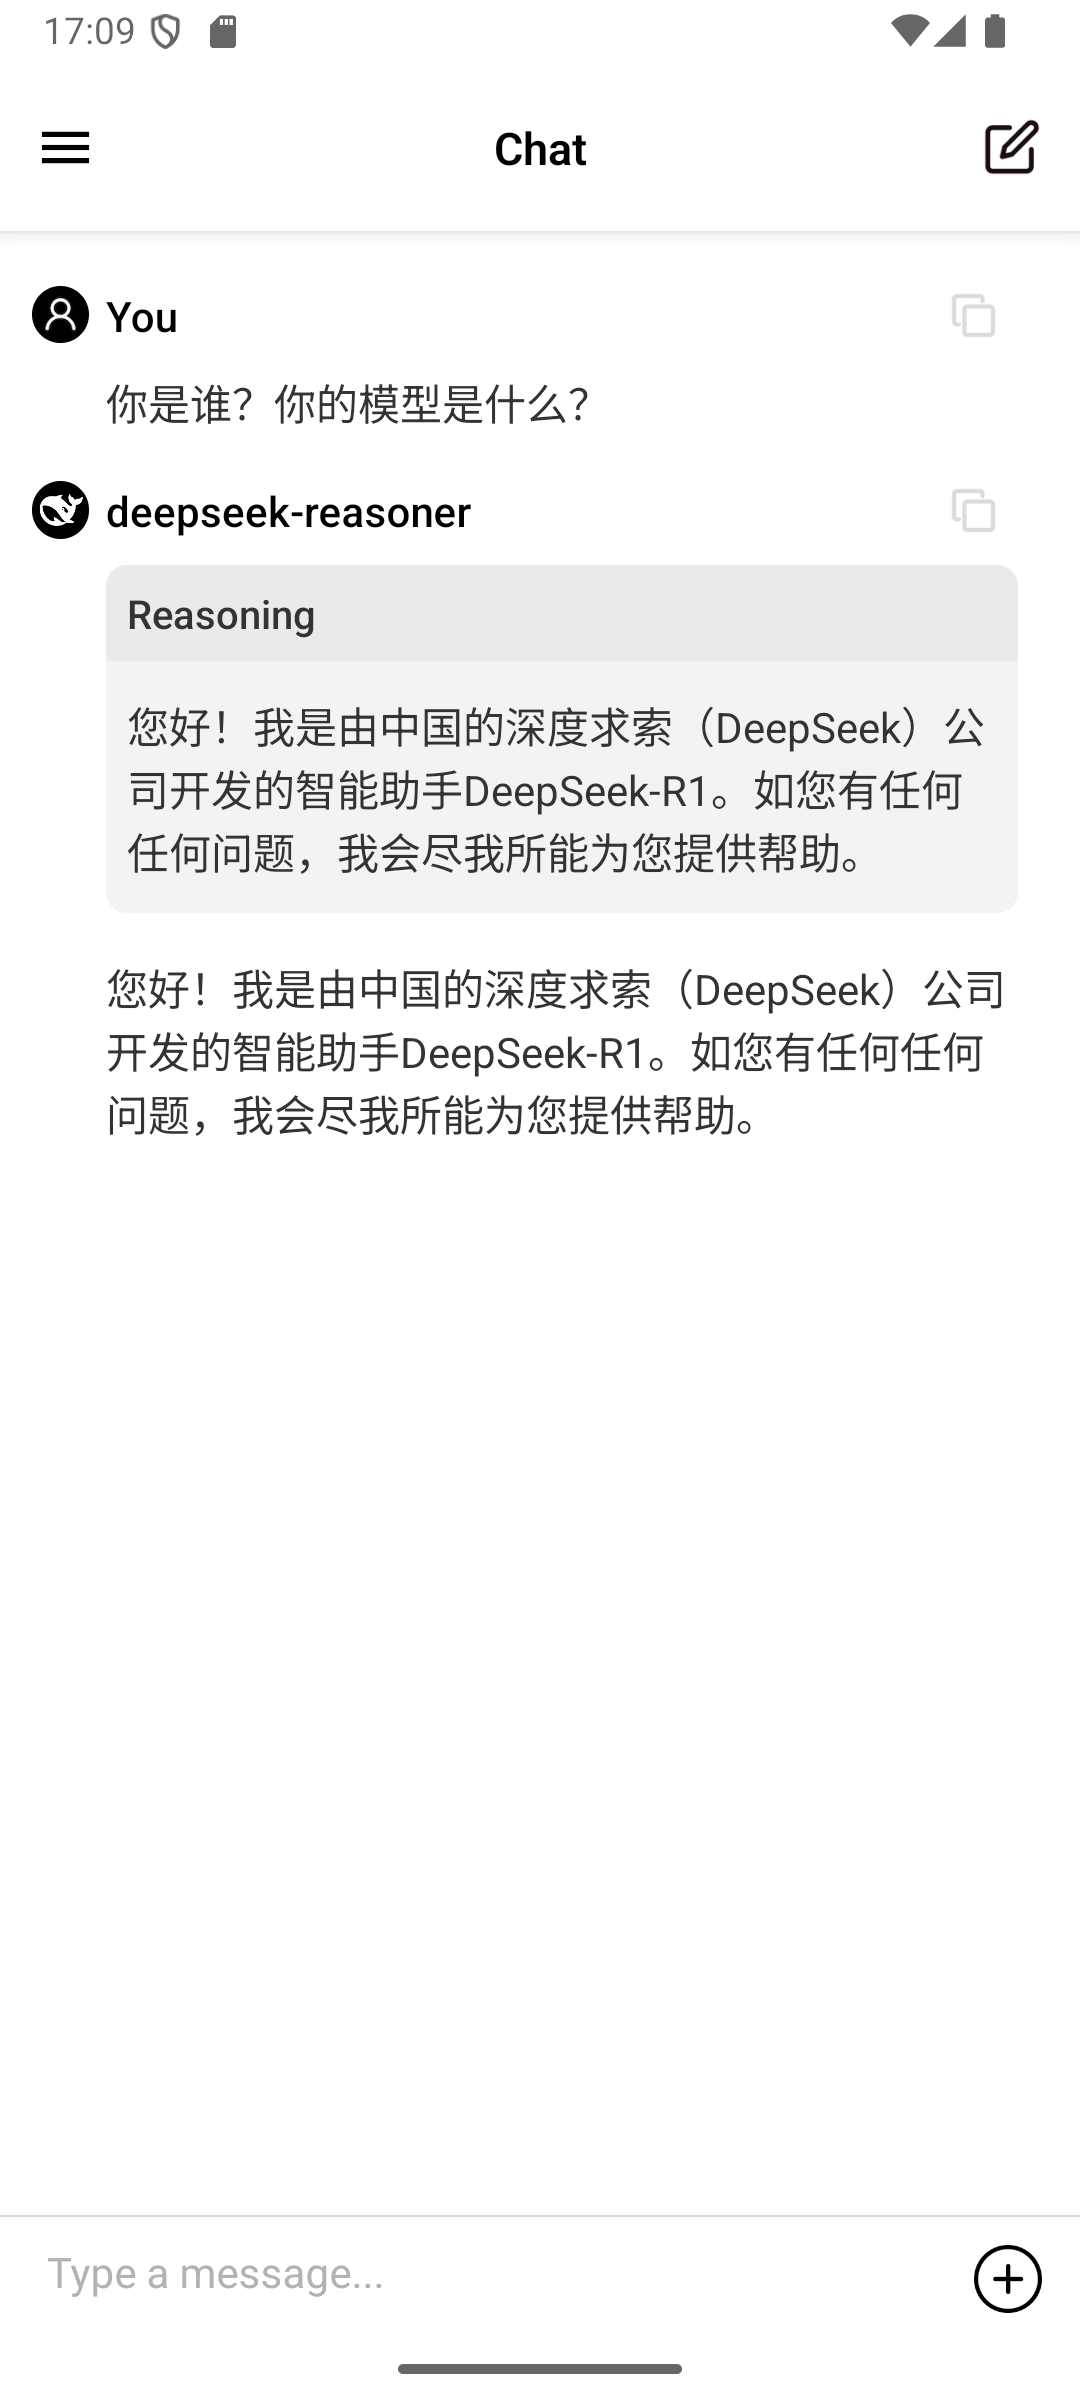 17:09
Chat
You
你是谁？你的模型是什么？
deepseek-reasoner
Reasoning
您好！我是由中国的深度求索（DeepSeek）公
司开发的智能助手DeepSeek-R1。如您有任何
任何问题，我会尽我所能为您提供帮助。
您好！我是由中国的深度求索（DeepSeek）公司
开发的智能助手DeepSeek-R1。如您有任何任何
问题，我会尽我所能为您提供帮助。
Type a message...